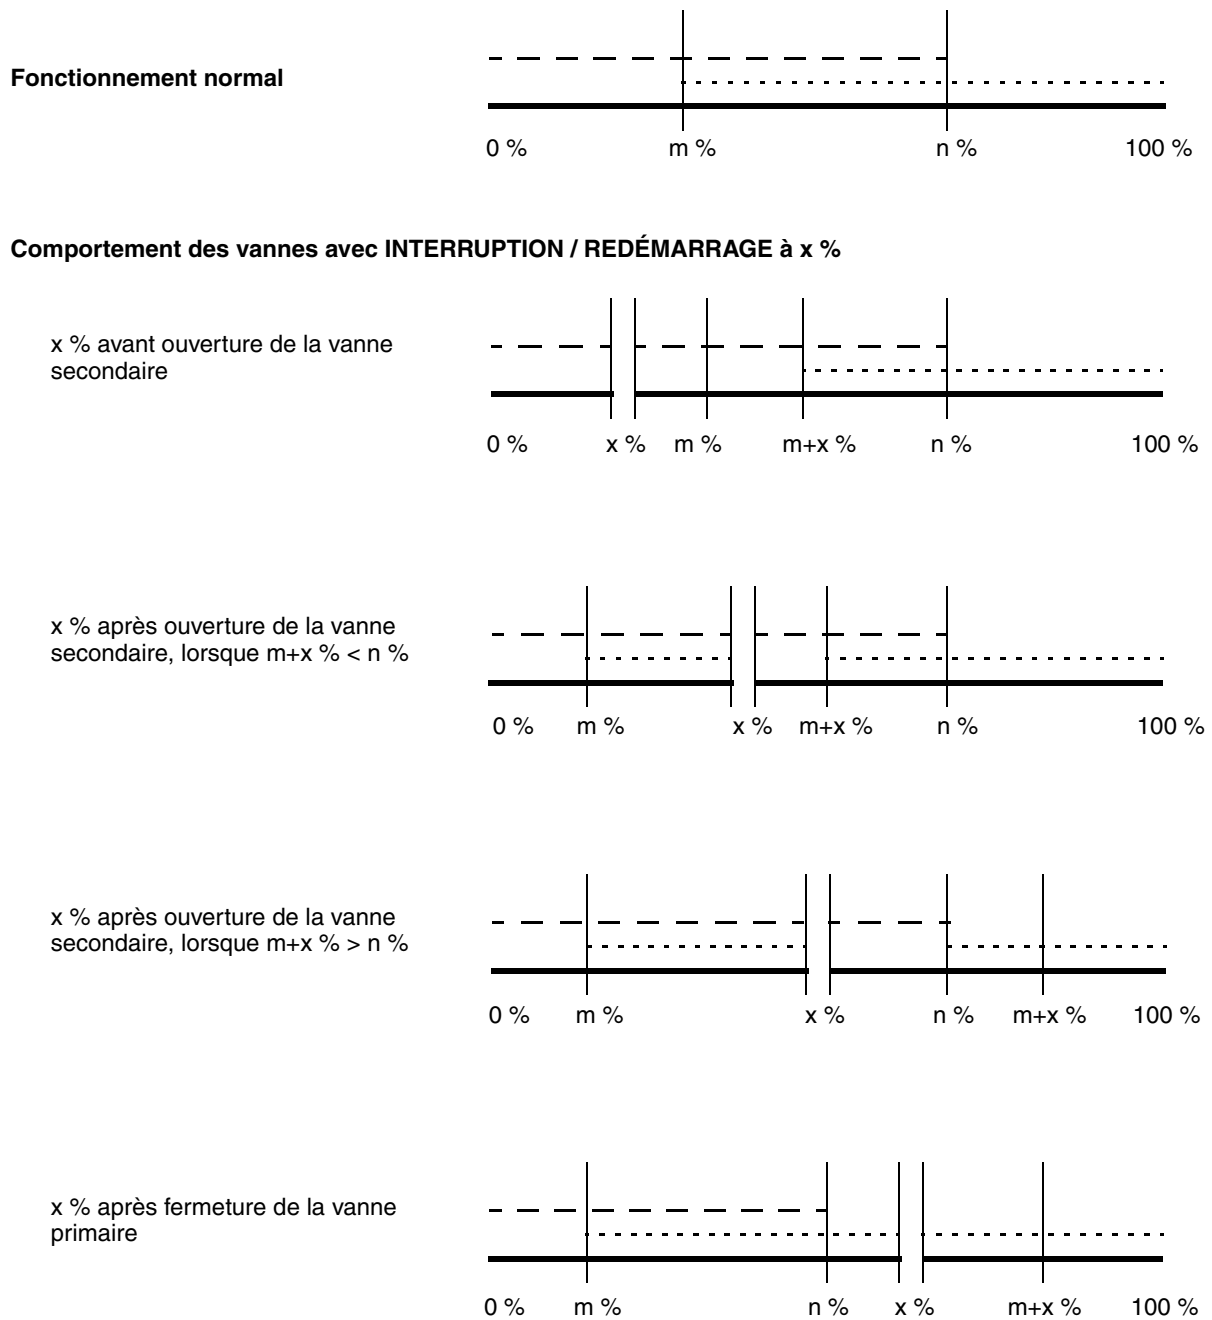 Fonctionnement normal
0 % m % n % 100 %
Comportement des vannes avec INTERRUPTION / REDÉMARRAGE à x %
x % avant ouverture de la vanne
secondaire
0 % x % m % m+x % n % 100 %
x % après ouverture de la vanne
secondaire, lorsque m+x % < n %
0 % m % x % m+x % n % 100 %
x % après ouverture de la vanne
secondaire, lorsque m+x % > n %
0 % m % x % n % m+x % 100 %
x % après fermeture de la vanne
primaire
0 % m % n % x % m+x % 100 %